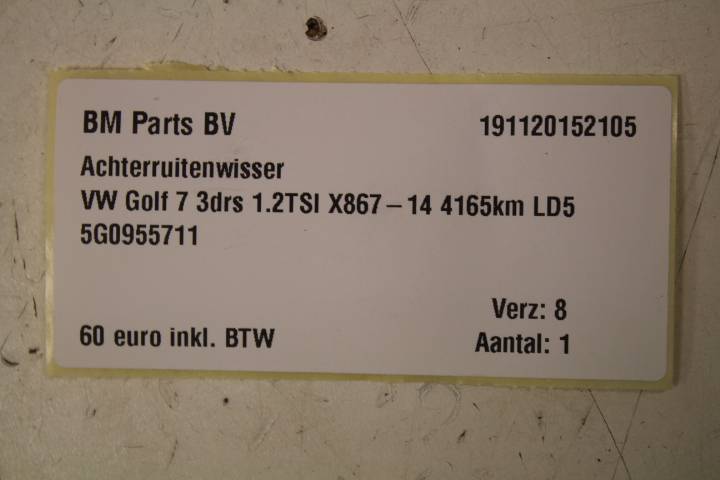 BM Parts BV 191120152105
Achterruitenwisser
VW Golf 7 3drs 1.2TSI X867-14 4165km LD5
5G0955711
Verz: 8
60 euro inkl. BTW Aantal: 1